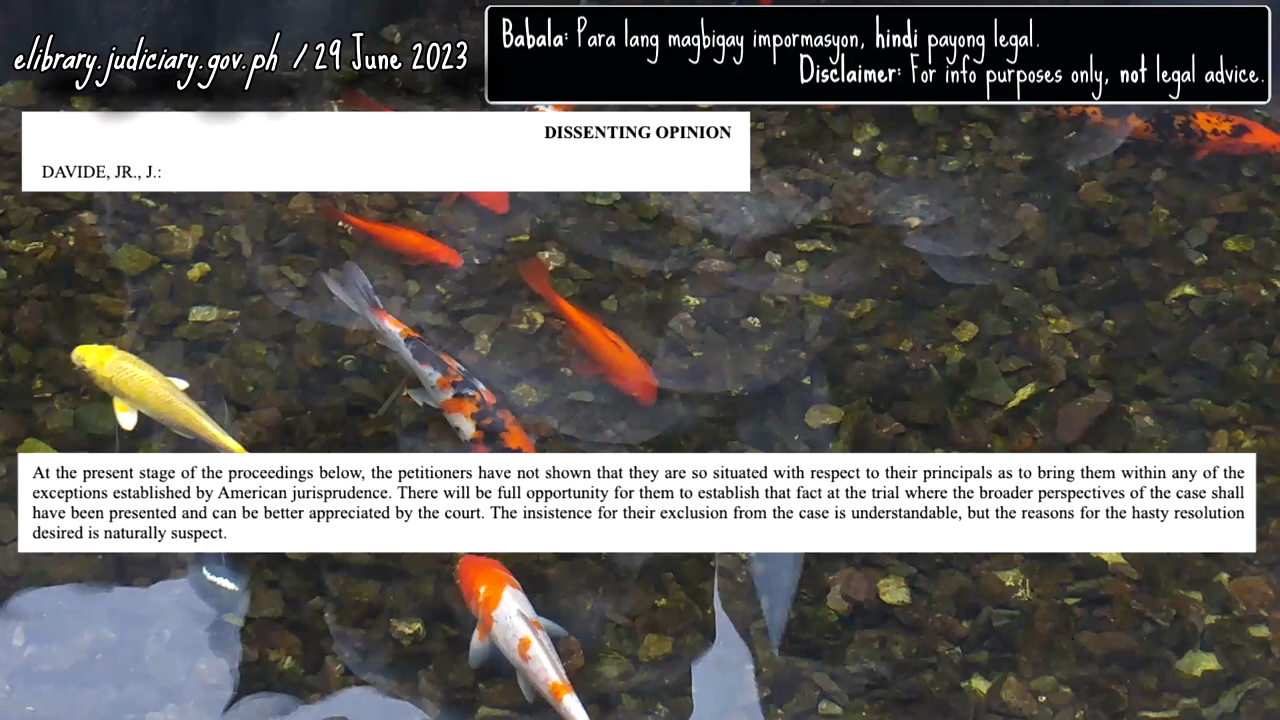 elibrary.judiciary.gov.ph / 29 June 2023
Babala: Para lang magbigay impormasyon, hindi payong legal.
Disclaimer: For info purposes only, not legal advice.
DISSENTING OPINION
DAVIDE, JR., J.:
At the present stage of the proceedings below, the petitioners have not shown that they are so situated with respect to their principals as to bring them within any of the
exceptions established by American jurisprudence. There will be full opportunity for them to establish that fact at the trial where the broader perspectives of the case shall
have been presented and can be better appreciated by the court. The insistence for their exclusion from the case is understandable, but the reasons for the hasty resolution
desired is naturally suspect.